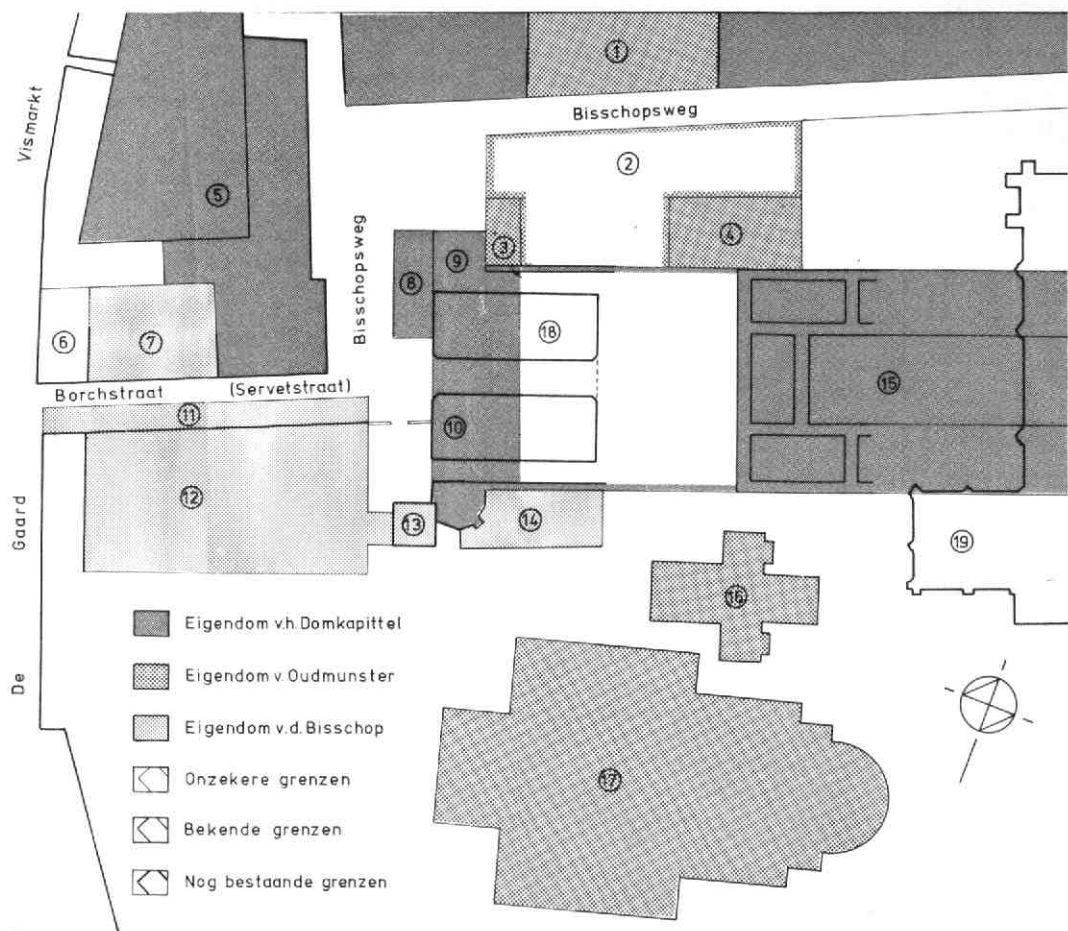 1
Bisschopsweg
Vismarkt
2
5
3
4
Bisschopsweg
9
8
6
7
18
15
Borchstraat (Servetstraat)
11
10
12
13
14
19
Gaard
16
Eigendom v.h. Domkapittel
Eigendom v. Oudmunster
De
Eigendom v.d. Bisschop
17
Onzekere grenzen
Bekende grenzen
Nog bestaande grenzen